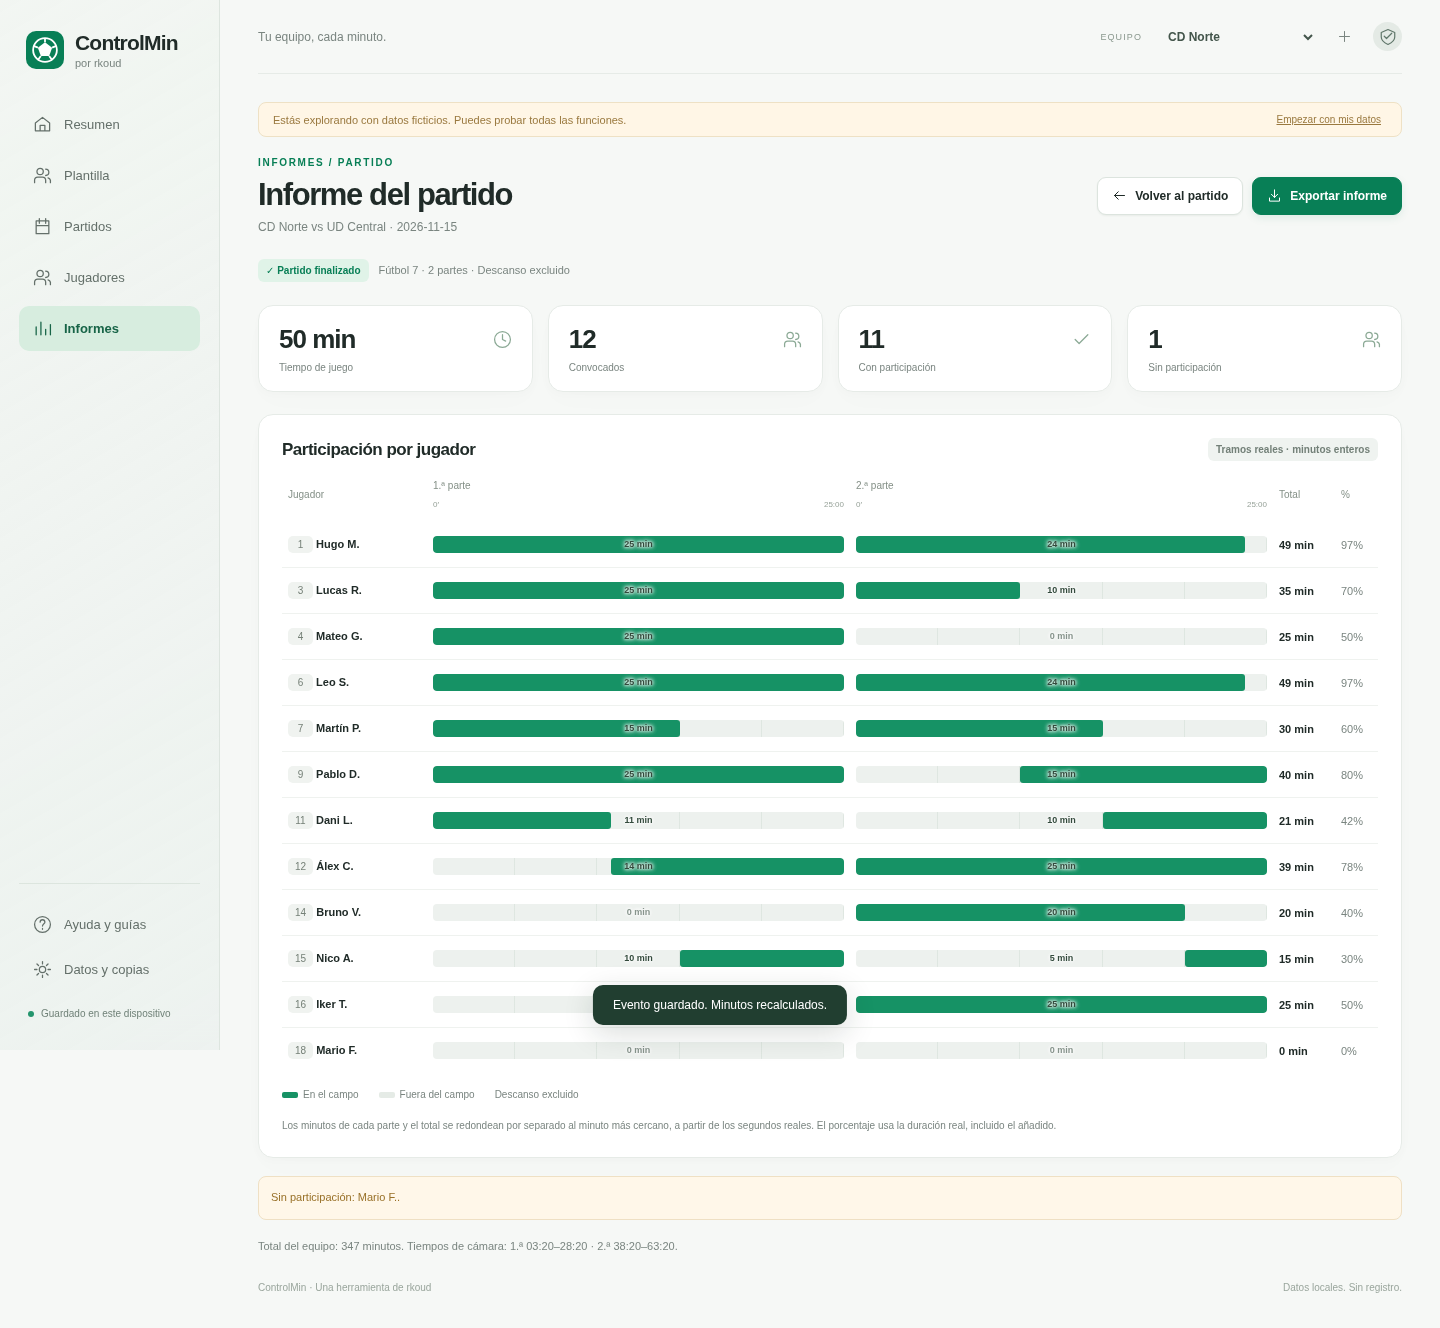 ControlMin
por rkoud
Resumen
Plantilla
Partidos
Jugadores
Informes
Ayuda y guías
Datos y copias
Guardado en este dispositivo
Tu equipo, cada minuto.
EQUIPO CD Norte
Estás explorando con datos ficticios. Puedes probar todas las funciones. Empezar con mis datos
INFORMES / PARTIDO
Informe del partido
CD Norte vs UD Central · 2026-11-15
Volver al partido Exportar informe
✓ Partido finalizado Fútbol 7 · 2 partes · Descanso excluido
50 min
Tiempo de juego
12
Convocados
11
Con participación
1
Sin participación
Participación por jugador Tramos reales · minutos enteros
Jugador 1.ª parte 2.ª parte Total %
0' 25:00 0' 25:00
1 Hugo M. 25 min 24 min 49 min 97%
3 Lucas R. 25 min 10 min 35 min 70%
4 Mateo G. 25 min 0 min 25 min 50%
6 Leo S. 25 min 24 min 49 min 97%
7 Martín P. 15 min 15 min 30 min 60%
9 Pablo D. 25 min 15 min 40 min 80%
11 Dani L. 11 min 10 min 21 min 42%
12 Álex C. 14 min 25 min 39 min 78%
14 Bruno V. 0 min 20 min 20 min 40%
15 Nico A. 10 min 5 min 15 min 30%
16 Iker T. 25 min 25 min 50%
Evento guardado. Minutos recalculados.
18 Mario F. 0 min 0 min 0 min 0%
En el campo Fuera del campo Descanso excluido
Los minutos de cada parte y el total se redondean por separado al minuto más cercano, a partir de los segundos reales. El porcentaje usa la duración real, incluido el añadido.
Sin participación: Mario F..
Total del equipo: 347 minutos. Tiempos de cámara: 1.ª 03:20–28:20 · 2.ª 38:20–63:20.
ControlMin · Una herramienta de rkoud Datos locales. Sin registro.